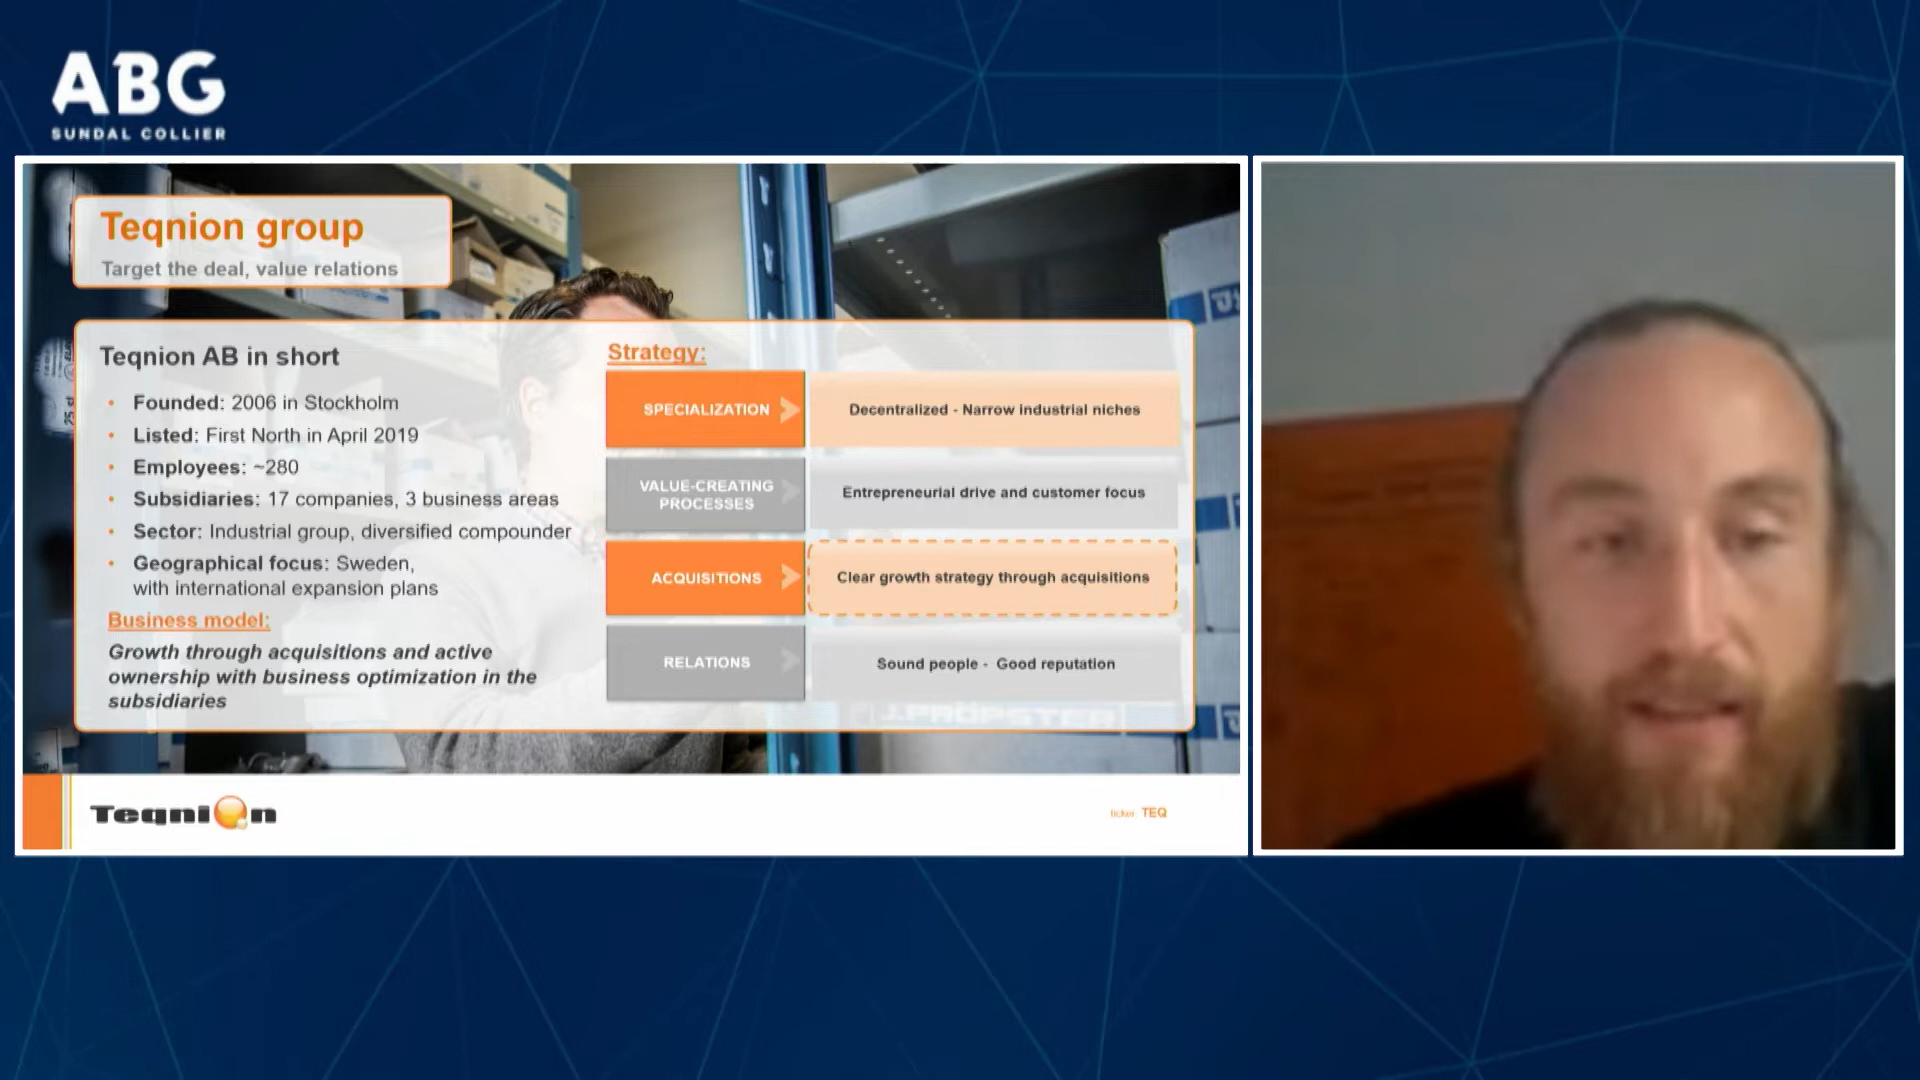 ABG
SUNDAL COLLIER
Teqnion group
Target the deal, value relations
Teqnion AB in short
• Founded: 2006 in Stockholm
• Listed: First North in April 2019
• Employees: ~280
• Subsidiaries: 17 companies, 3 business areas
• Sector: Industrial group, diversified compounder
• Geographical focus: Sweden,
with international expansion plans
Business model:
Growth through acquisitions and active
ownership with business optimization in the
subsidiaries
Strategy:
SPECIALIZATION
Decentralized - Narrow industrial niches
VALUE-CREATING
PROCESSES
Entrepreneurial drive and customer focus
ACQUISITIONS
Clear growth strategy through acquisitions
RELATIONS
Sound people - Good reputation
J.PROPSTER
Teqnion
ticker: TEQ